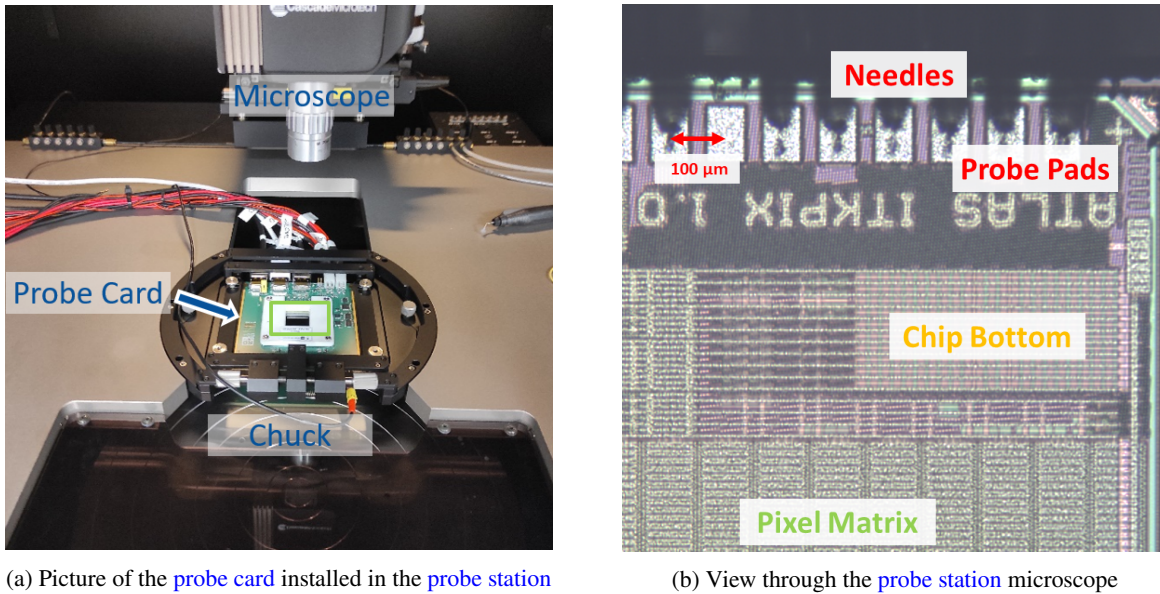 CascadeMicrotech
Microscope
Probe Card
Chuck
(a) Picture of the probe card installed in the probe station
Needles
100 μm
Probe Pads
ATLAS ITKPIX 1.0
Chip Bottom
Pixel Matrix
(b) View through the probe station microscope